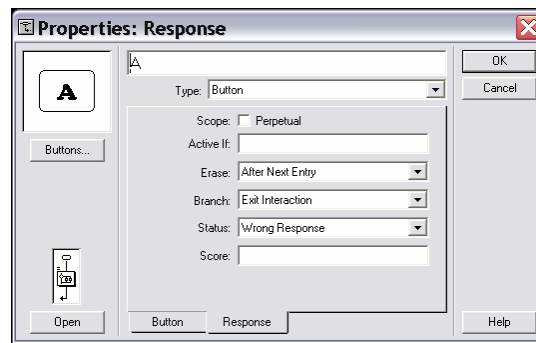 Properties: Response
A
OK
A
Type: Button
Cancel
Scope: Perpetual
Buttons...
Active If:
Erase: After Next Entry
Branch: Exit Interaction
Status: Wrong Response
Score:
Open
Button
Response
Help